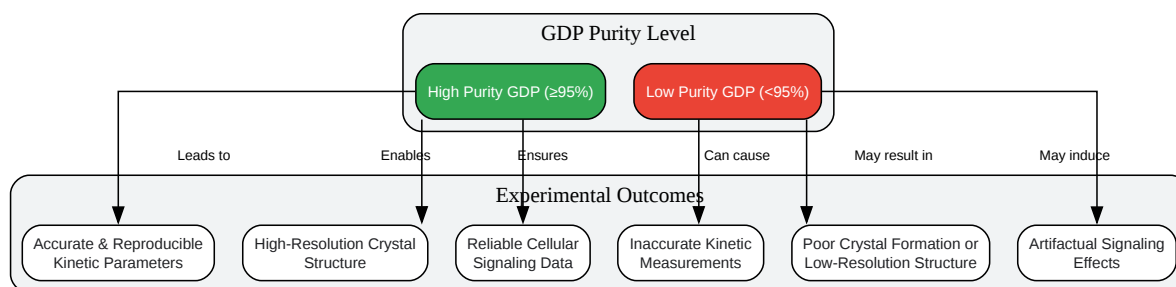 GDP Purity Level
High Purity GDP (≥95%)
Low Purity GDP (<95%)
Leads to
Enables
Ensures
Can cause
May result in
May induce
Experimental Outcomes
Accurate & Reproducible
Kinetic Parameters
High-Resolution Crystal
Structure
Reliable Cellular
Signaling Data
Inaccurate Kinetic
Measurements
Poor Crystal Formation or
Low-Resolution Structure
Artifactual Signaling
Effects